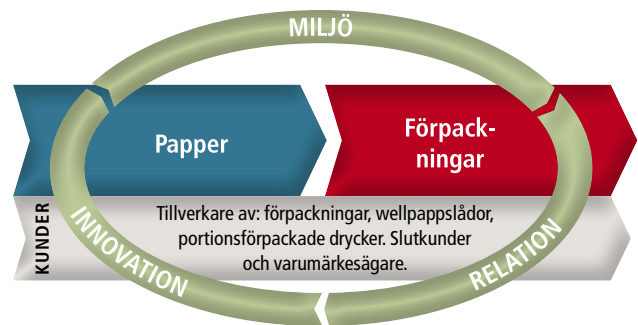 MILJÖ
Papper
Förpack-
ningar
KUNDER
Tillverkare av: förpackningar, wellpappslådor,
portionsförpackade drycker. Slutkunder
och varumärkesägare.
INNOVATION
RELATION